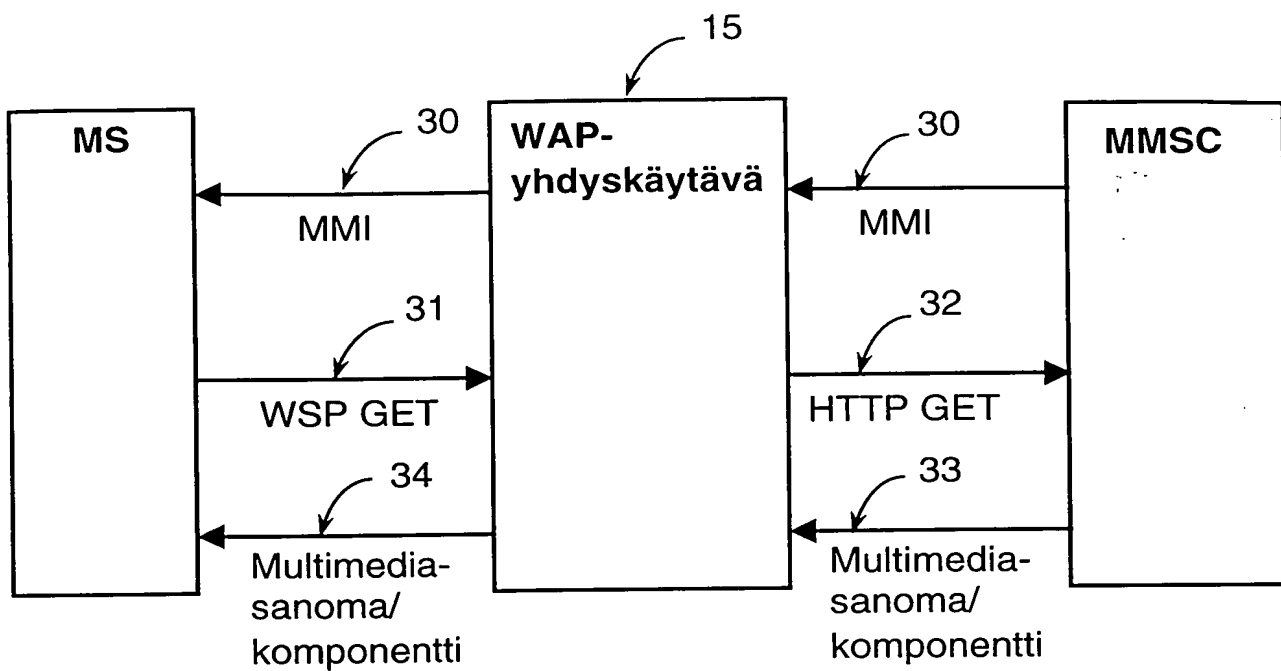 15
MS
30
WAP-
yhdyskäytävä
30
MMSC
MMI
MMI
31
32
WSP GET
HTTP GET
34
33
Multimedia-
sanoma/
komponentti
Multimedia-
sanoma/
komponentti